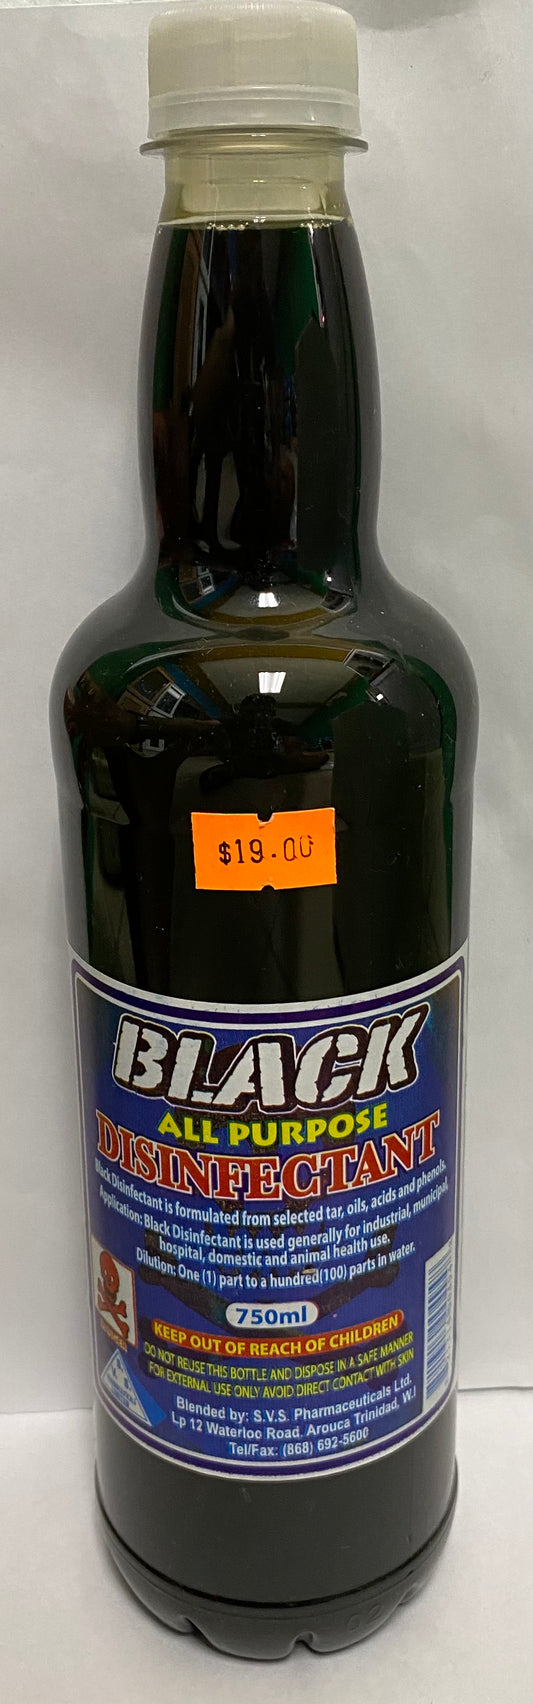 $19.00
BLACK
ALL PURPOSE
DISINFECTANT
Black Disinfectant is formulated from selected tar, oils, acids and phenols.
Application: Black Disinfectant is used generally for industrial, municipal,
hospital, domestic and animal health use.
Dilution: One (1) part to a hundred(100) parts in water.
750ml
KEEP OUT OF REACH OF CHILDREN
DO NOT REUSE THIS BOTTLE AND DISPOSE IN A SAFE MANNER
FOR EXTERNAL USE ONLY AVOID DIRECT CONTACT WITH SKIN
Blended by: S.V.S. Pharmaceuticals Ltd.
Lp 12 Waterloo Road, Arouca Trinidad, W.I
Tel/Fax: (868) 692-5600